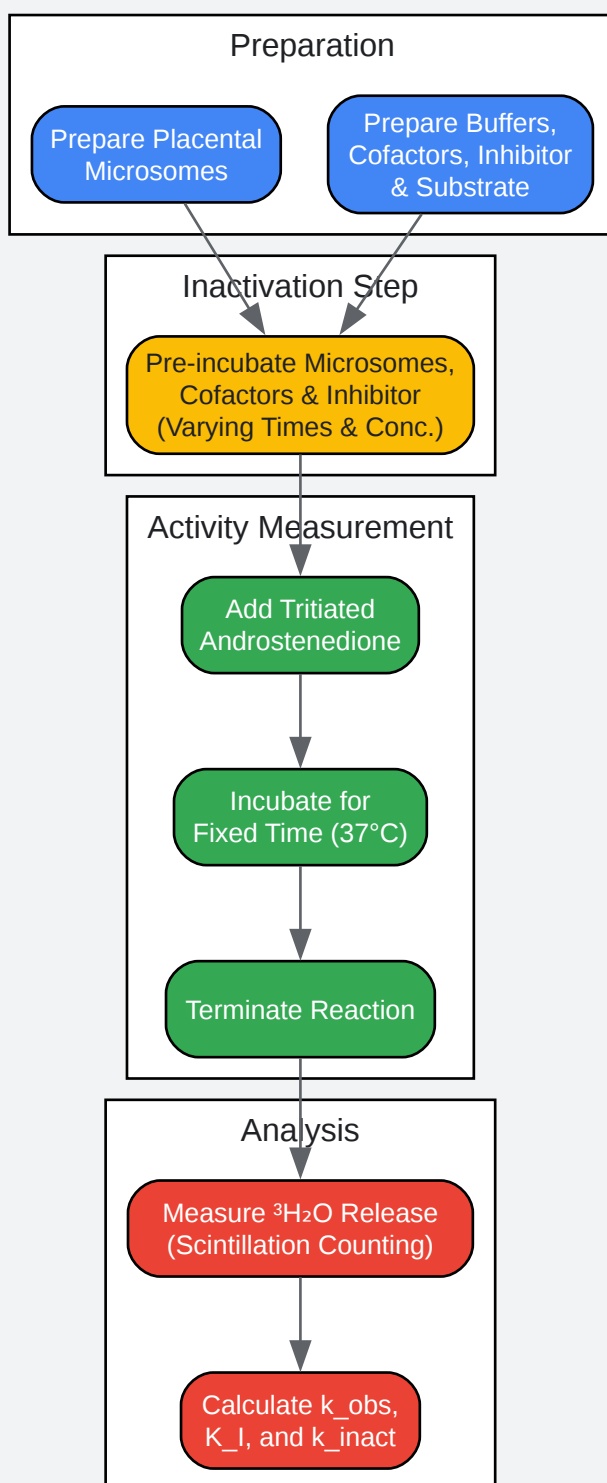 Preparation
Prepare Placental
Microsomes
Prepare Buffers,
Cofactors, Inhibitor
& Substrate
Inactivation Step
Pre-incubate Microsomes,
Cofactors & Inhibitor
(Varying Times & Conc.)
Activity Measurement
Add Tritiated
Androstenedione
Incubate for
Fixed Time (37°C)
Terminate Reaction
Analysis
Measure ³H₂O Release
(Scintillation Counting)
Calculate k_obs,
K_I, and k_inact